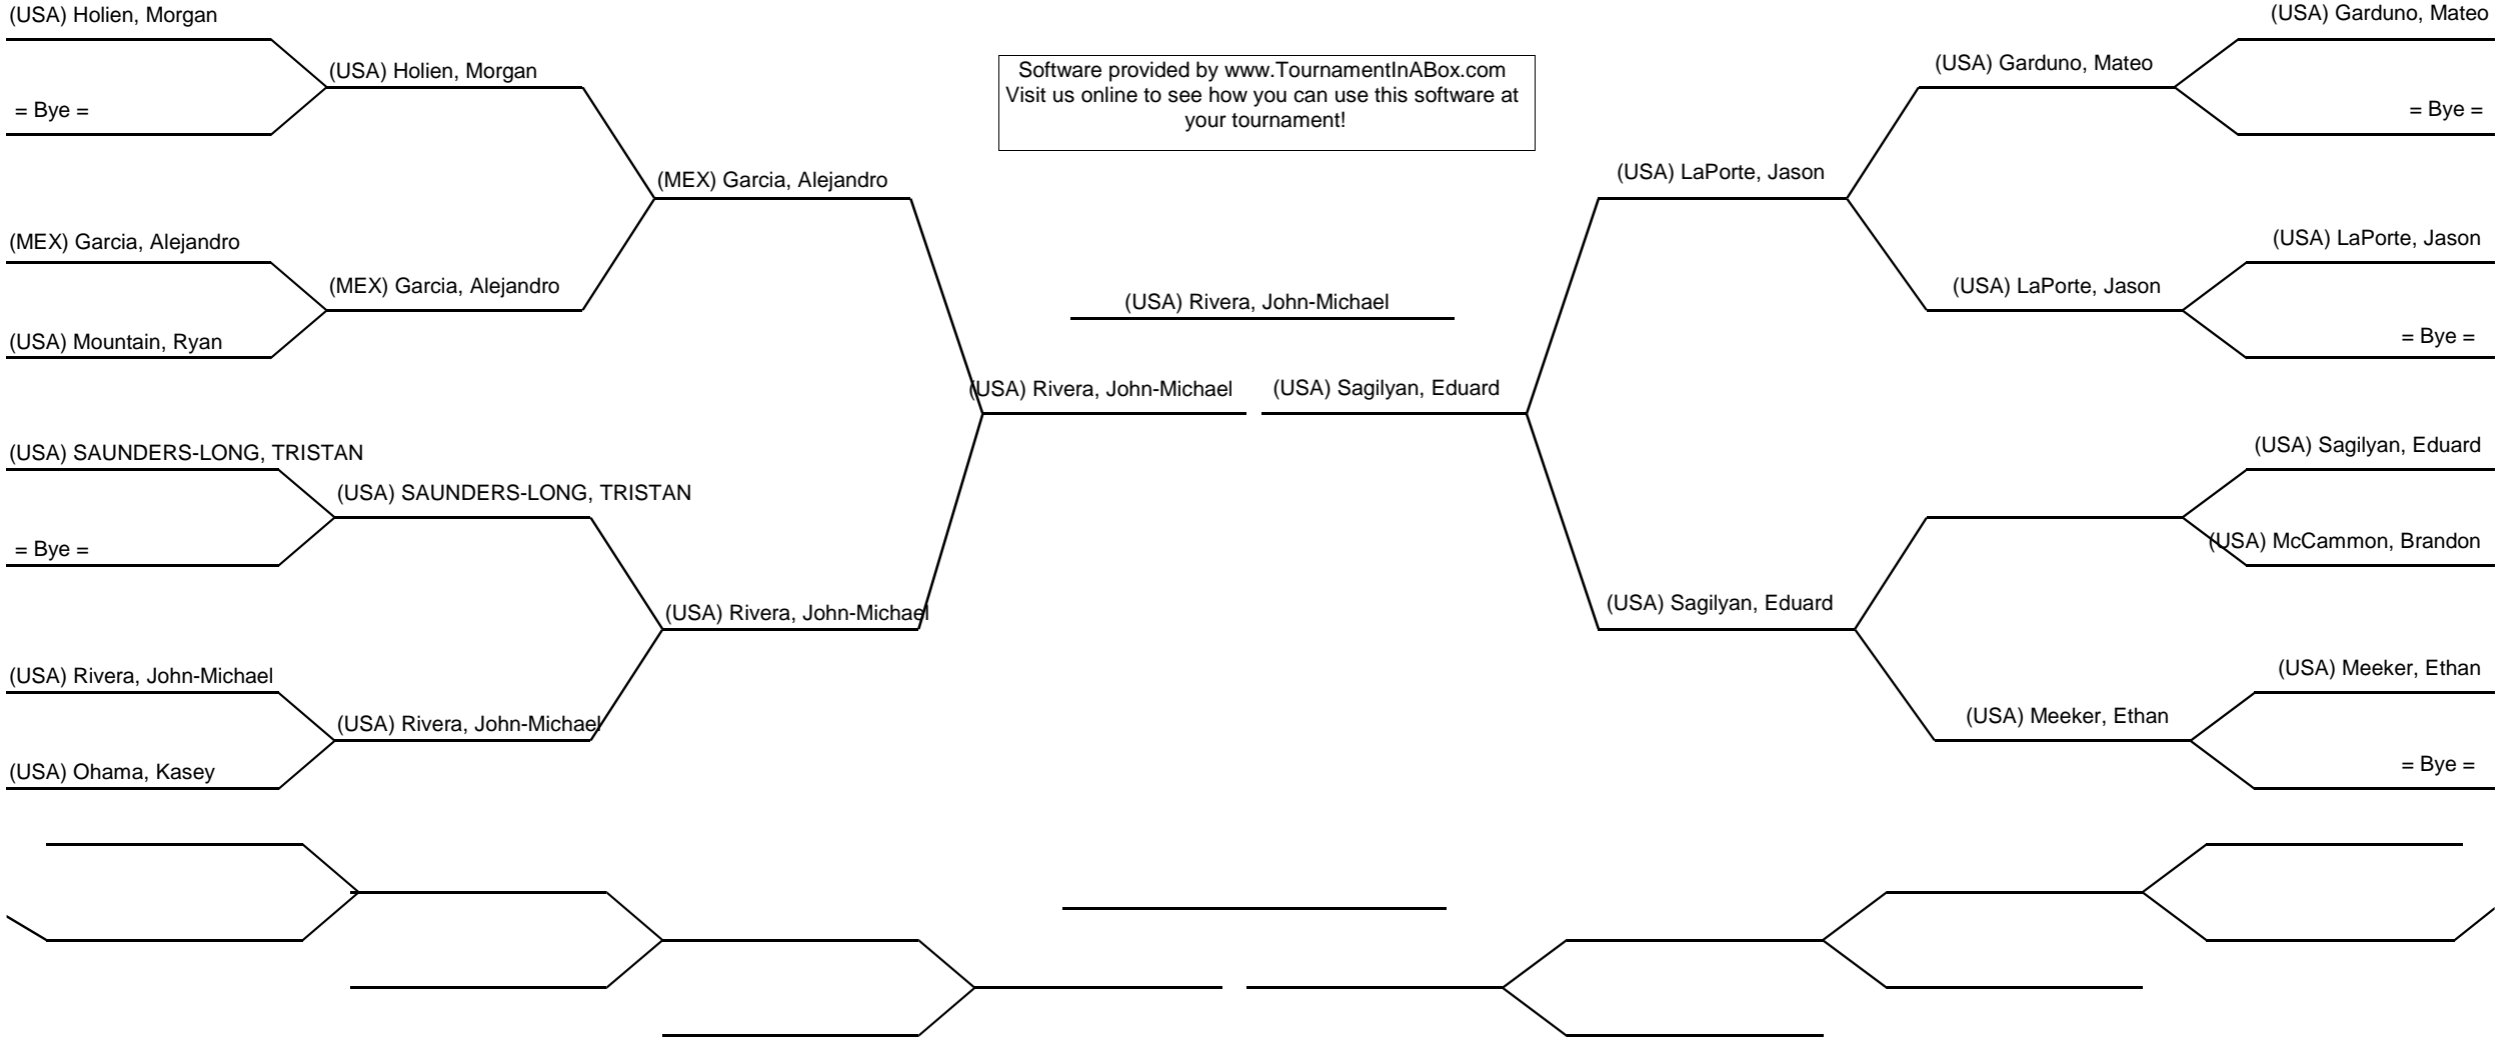 (USA) Holien, Morgan
= Bye =
(MEX) Garcia, Alejandro
(USA) Mountain, Ryan
(USA) SAUNDERS-LONG, TRISTAN
= Bye =
(USA) Rivera, John-Michael
(USA) Ohama, Kasey
(USA) Holien, Morgan
(MEX) Garcia, Alejandro
(USA) SAUNDERS-LONG, TRISTAN
(USA) Rivera, John-Michael
(MEX) Garcia, Alejandro
(USA) Rivera, John-Michael
Software provided by www.TournamentInABox.com
Visit us online to see how you can use this software at
your tournament!
(USA) Rivera, John-Michael
(USA) Rivera, John-Michael
(USA) Sagilyan, Eduard
(USA) LaPorte, Jason
(USA) Sagilyan, Eduard
(USA) Garduno, Mateo
(USA) LaPorte, Jason
(USA) Meeker, Ethan
(USA) Garduno, Mateo
= Bye =
(USA) LaPorte, Jason
= Bye =
(USA) Sagilyan, Eduard
(USA) McCammon, Brandon
(USA) Meeker, Ethan
= Bye =